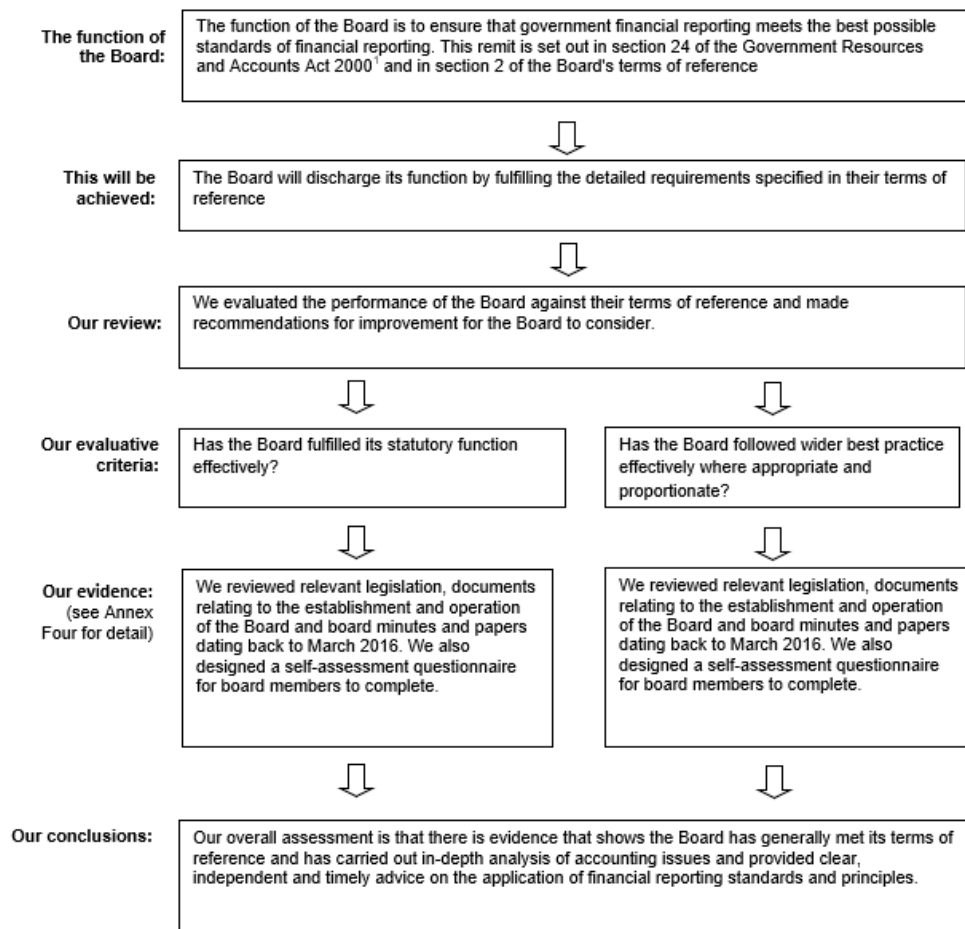 The function of
the Board:
The function of the Board is to ensure that government financial reporting meets the best possible
standards of financial reporting. This remit is set out in section 24 of the Government Resources
and Accounts Act 2000¹ and in section 2 of the Board's terms of reference
This will be
achieved:
The Board will discharge its function by fulfilling the detailed requirements specified in their terms of
reference
Our review:
We evaluated the performance of the Board against their terms of reference and made
recommendations for improvement for the Board to consider.
Our evaluative
criteria:
Has the Board fulfilled its statutory function
effectively?
Has the Board followed wider best practice
effectively where appropriate and
proportionate?
Our evidence:
(see Annex
Four for detail)
We reviewed relevant legislation, documents
relating to the establishment and operation
of the Board and board minutes and papers
dating back to March 2016. We also
designed a self-assessment questionnaire
for board members to complete.
We reviewed relevant legislation, documents
relating to the establishment and operation
of the Board and board minutes and papers
dating back to March 2016. We also
designed a self-assessment questionnaire
for board members to complete.
Our conclusions:
Our overall assessment is that there is evidence that shows the Board has generally met its terms of
reference and has carried out in-depth analysis of accounting issues and provided clear,
independent and timely advice on the application of financial reporting standards and principles.